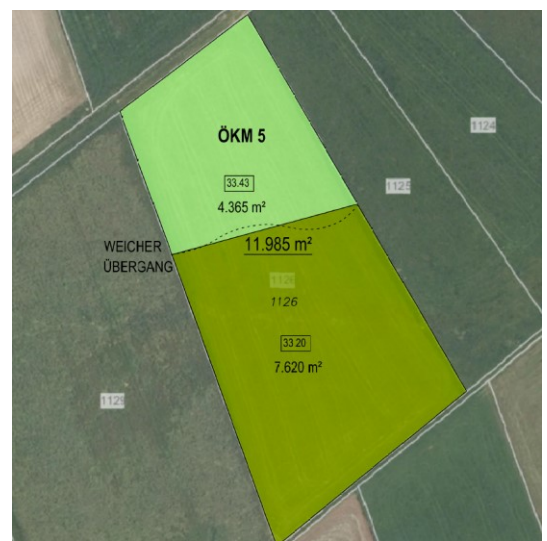 ÖKM 5
1124
33.43
1125
4.365 m²
WEICHER
ÜBERGANG
11.985 m²
1126
1126
33.20
7.620 m²
1129